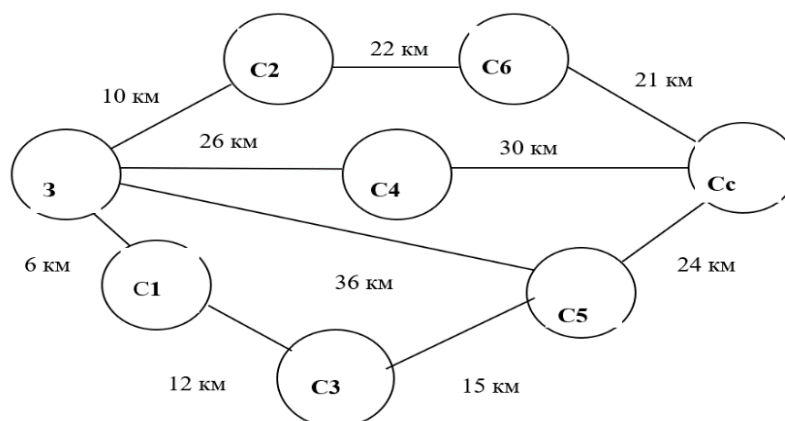 22 км
С2
С6
10 км
21 км
26 км
30 км
З
С4
Сс
6 км
С1
36 км
С5
24 км
12 км
С3
15 км